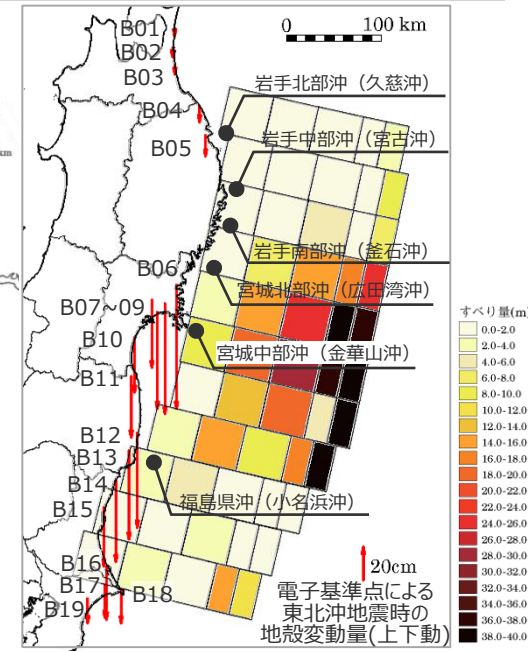 0 100 km
B01
B02
B03
B04
B05
岩手北部沖（久慈沖）
岩手中部沖（宮古沖）
岩手南部沖（釜石沖）
宮城北部沖（広田湾沖）
宮城中部沖（金華山沖）
福島県沖（小名浜沖）
km
B06
B07~09
B10
B11
B12
B13
B14
B15
B16
B17
B18
B19
20cm
電子基準点による
東北沖地震時の
地殻変動量(上下動)
すべり量(m)
0.0-2.0
2.0-4.0
4.0-6.0
6.0-8.0
8.0-10.0
10.0-12.0
12.0-14.0
14.0-16.0
16.0-18.0
18.0-20.0
20.0-22.0
22.0-24.0
24.0-26.0
26.0-28.0
28.0-30.0
30.0-32.0
32.0-34.0
34.0-36.0
36.0-38.0
38.0-40.0